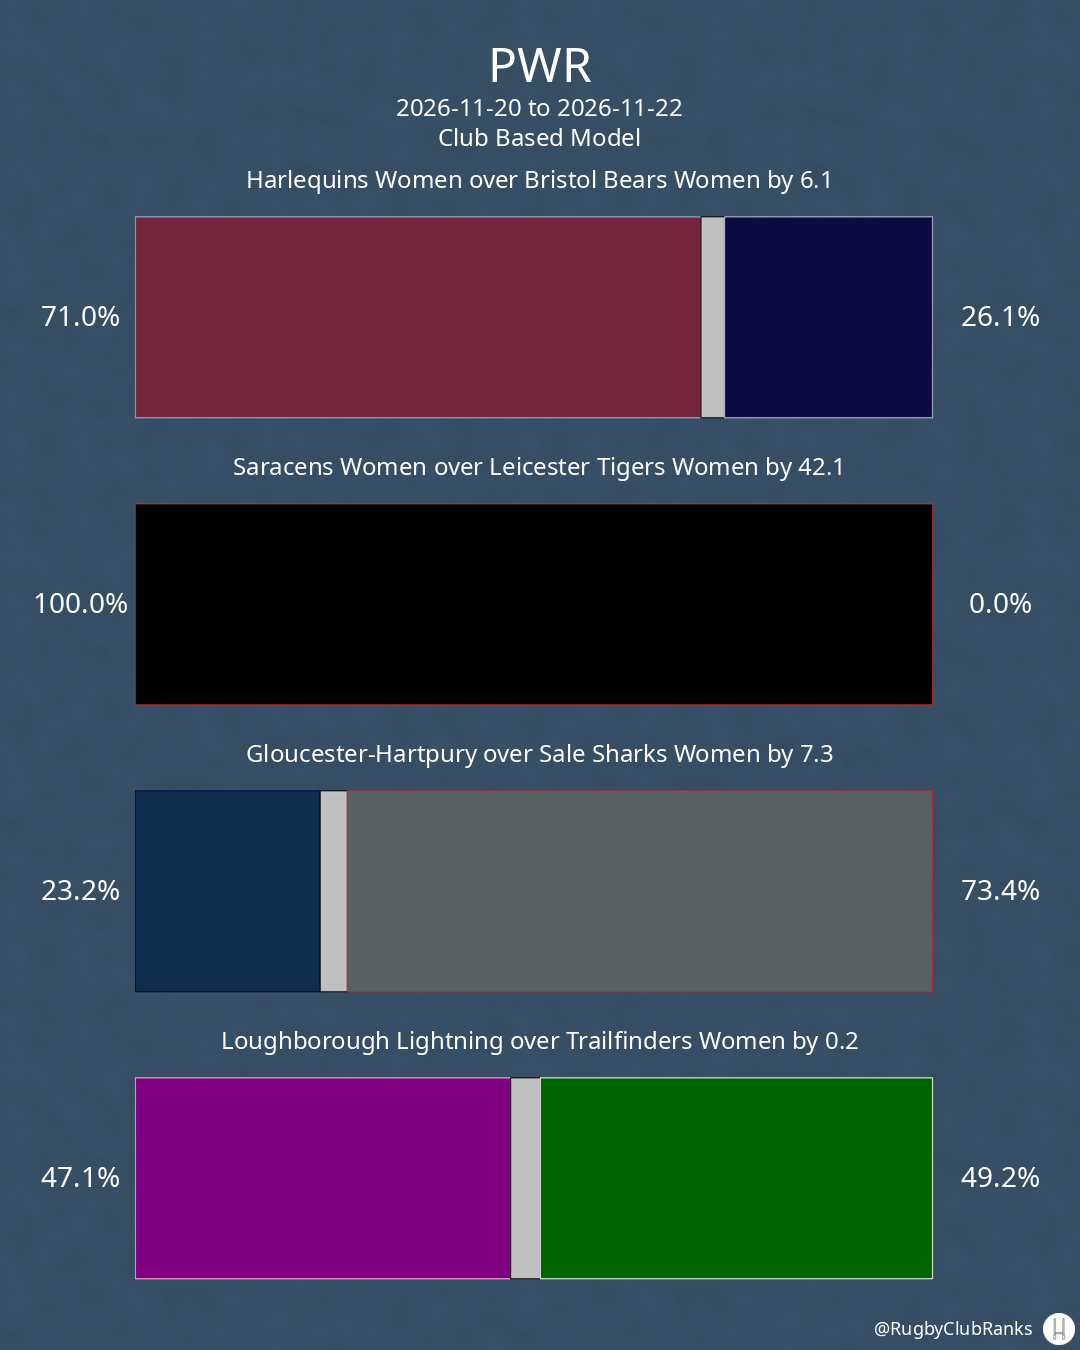 PWR
2026-11-20 to 2026-11-22
Club Based Model
Harlequins Women over Bristol Bears Women by 6.1
71.0%
26.1%
Saracens Women over Leicester Tigers Women by 42.1
100.0%
0.0%
Gloucester-Hartpury over Sale Sharks Women by 7.3
23.2%
73.4%
Loughborough Lightning over Trailfinders Women by 0.2
47.1%
49.2%
@RugbyClubRanks